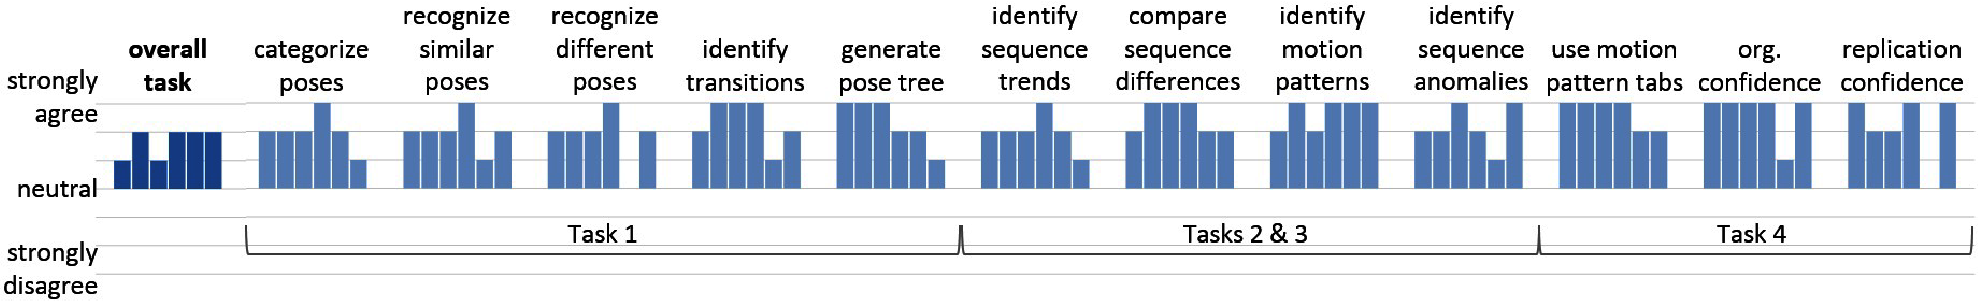 overall
task
categorize
poses
recognize
similar
poses
recognize
different
poses
identify
transitions
generate
pose tree
identify
sequence
trends
compare
sequence
differences
identify
motion
patterns
identify
sequence
anomalies
use motion
pattern tabs
org.
confidence
replication
confidence
strongly
agree
neutral
strongly
disagree
Task 1
Tasks 2 & 3
Task 4